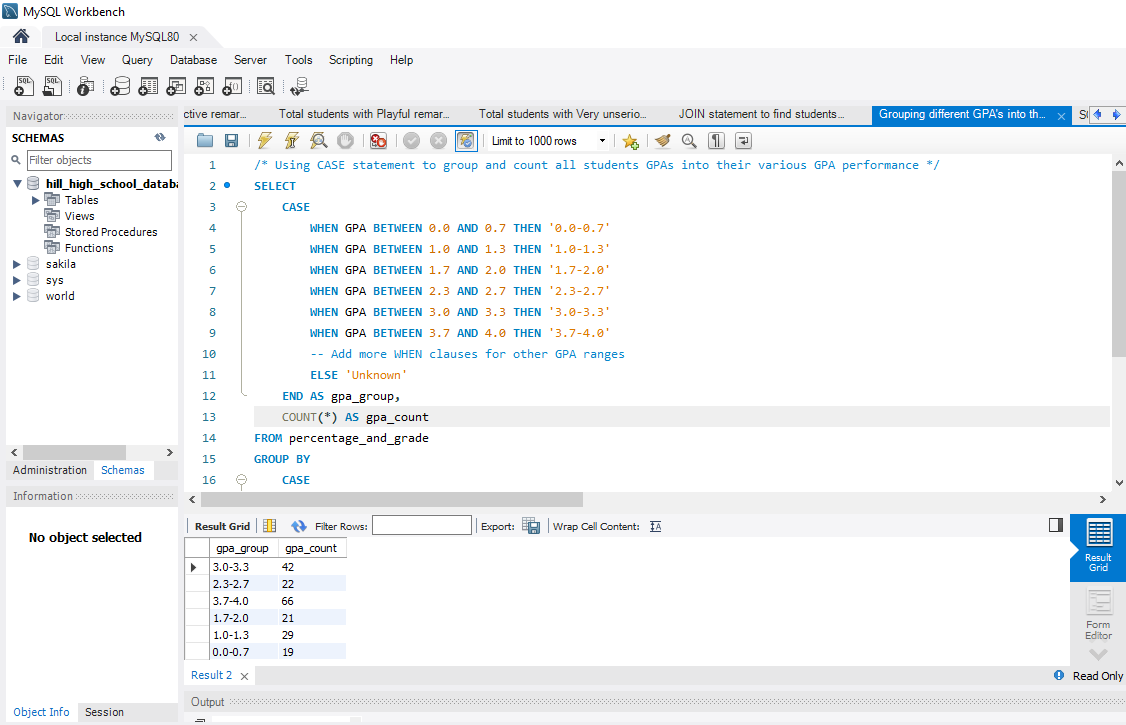 MySQL Workbench
Local instance MySQL80
File Edit View Query Database Server Tools Scripting Help
Navigator
SCHEMAS
Filter objects
hill_high_school_databa
Tables
Views
Stored Procedures
Functions
sakila
sys
world
Administration Schemas
Information
No object selected
Object Info Session
ctive remar... Total students with Playful remar... Total students with Very unserio... JOIN statement to find students... Grouping different GPA's into th...
Limit to 1000 rows
1 /* Using CASE statement to group and count all students GPAs into their various GPA performance */
2 SELECT
3 CASE
4 WHEN GPA BETWEEN 0.0 AND 0.7 THEN '0.0-0.7'
5 WHEN GPA BETWEEN 1.0 AND 1.3 THEN '1.0-1.3'
6 WHEN GPA BETWEEN 1.7 AND 2.0 THEN '1.7-2.0'
7 WHEN GPA BETWEEN 2.3 AND 2.7 THEN '2.3-2.7'
8 WHEN GPA BETWEEN 3.0 AND 3.3 THEN '3.0-3.3'
9 WHEN GPA BETWEEN 3.7 AND 4.0 THEN '3.7-4.0'
10 -- Add more WHEN clauses for other GPA ranges
11 ELSE 'Unknown'
12 END AS gpa_group,
13 COUNT(*) AS gpa_count
14 FROM percentage_and_grade
15 GROUP BY
16 CASE
Result Grid Filter Rows: Export: Wrap Cell Content:
gpa_group gpa_count
3.0-3.3 42
2.3-2.7 22
3.7-4.0 66
1.7-2.0 21
1.0-1.3 29
0.0-0.7 19
Result Grid
Form Editor
Result 2
Read Only
Output